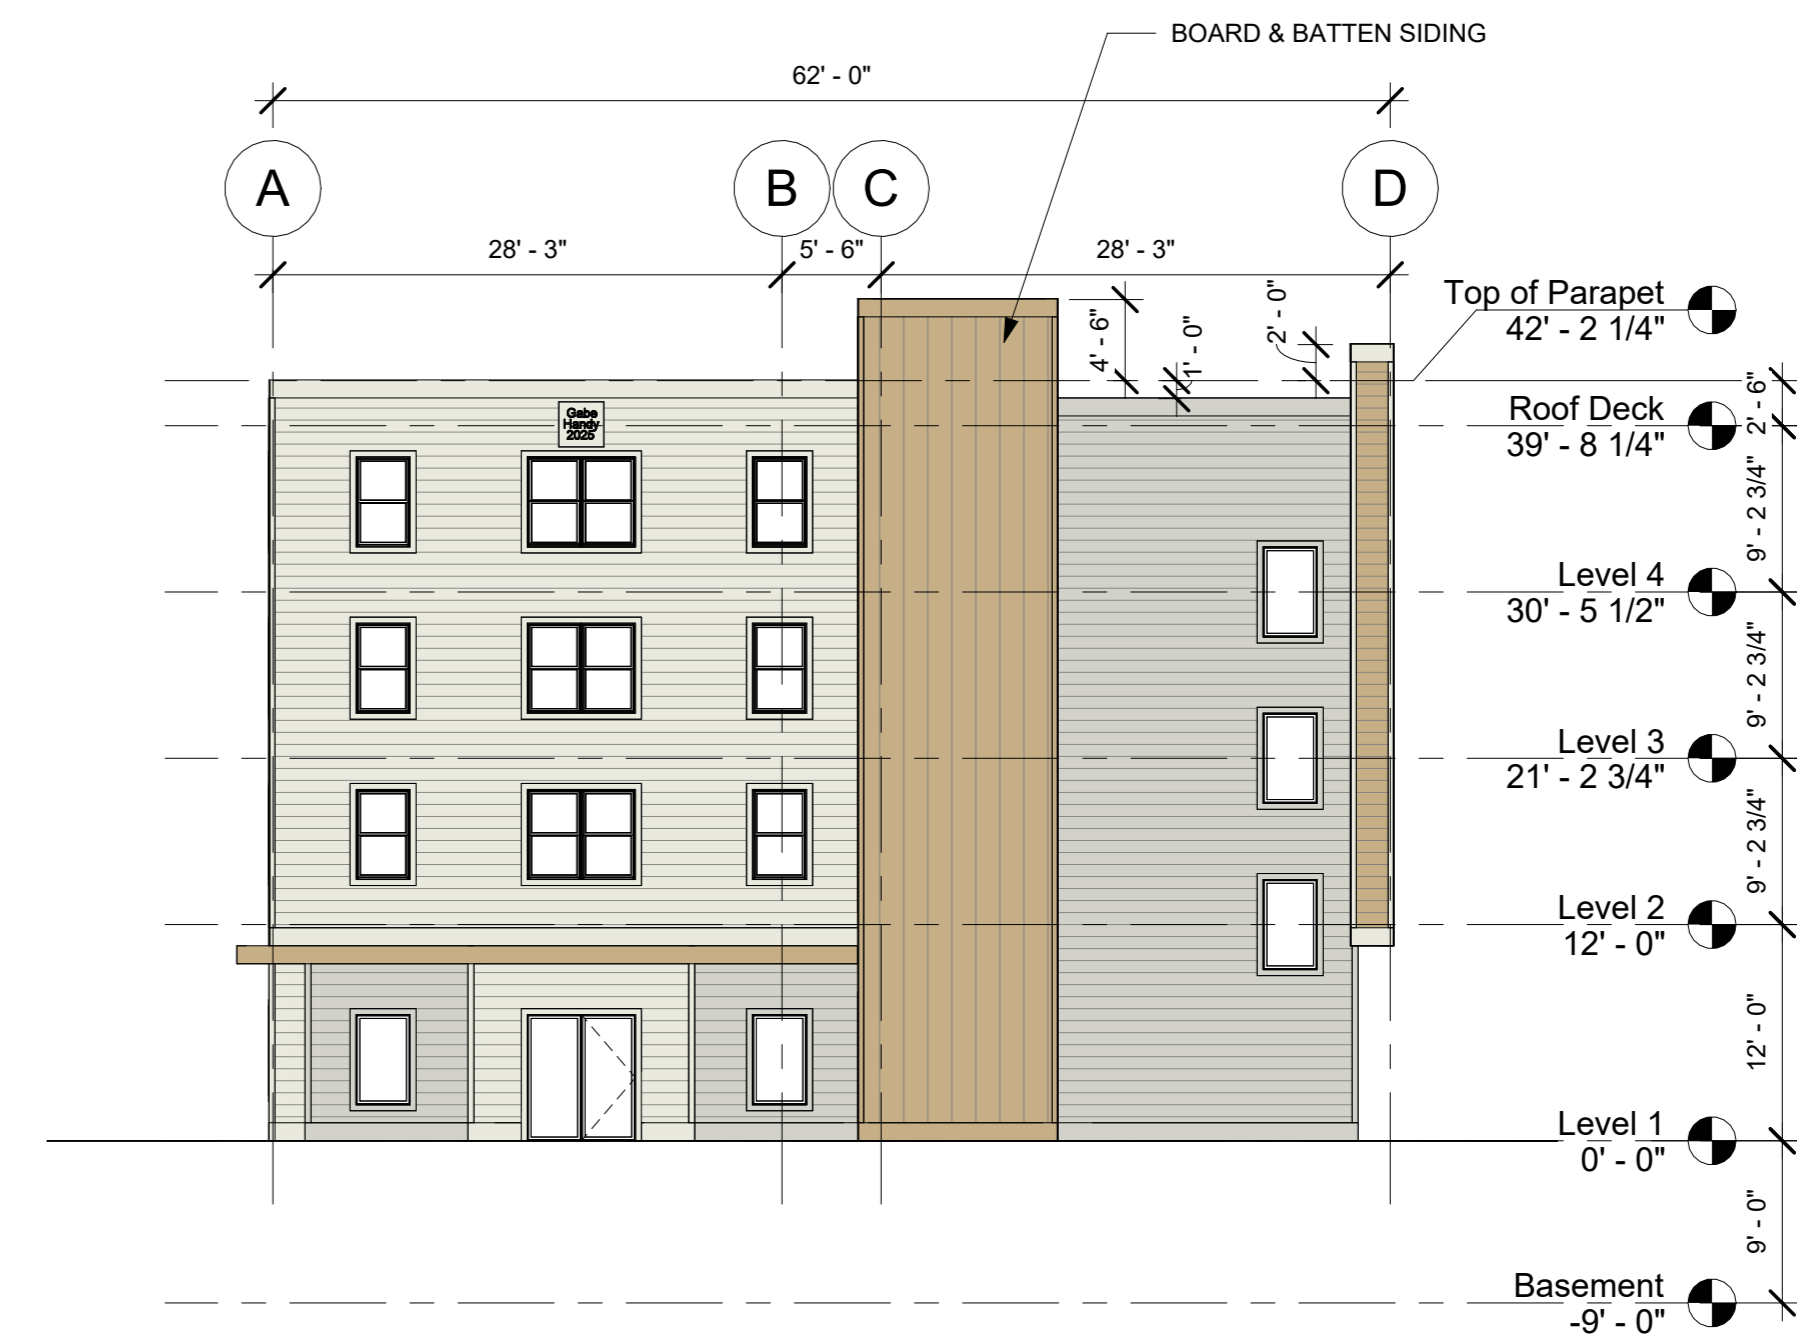 BOARD & BATTEN SIDING
62' - 0"
A
B
C
D
28' - 3"
5' - 6"
28' - 3"
4' - 6"
1' - 0"
2' - 0"
Top of Parapet
42' - 2 1/4"
2' - 6"
Roof Deck
39' - 8 1/4"
Gabe
Handy
2025
9' - 2 3/4"
Level 4
30' - 5 1/2"
9' - 2 3/4"
Level 3
21' - 2 3/4"
9' - 2 3/4"
Level 2
12' - 0"
12' - 0"
Level 1
0' - 0"
9' - 0"
Basement
-9' - 0"